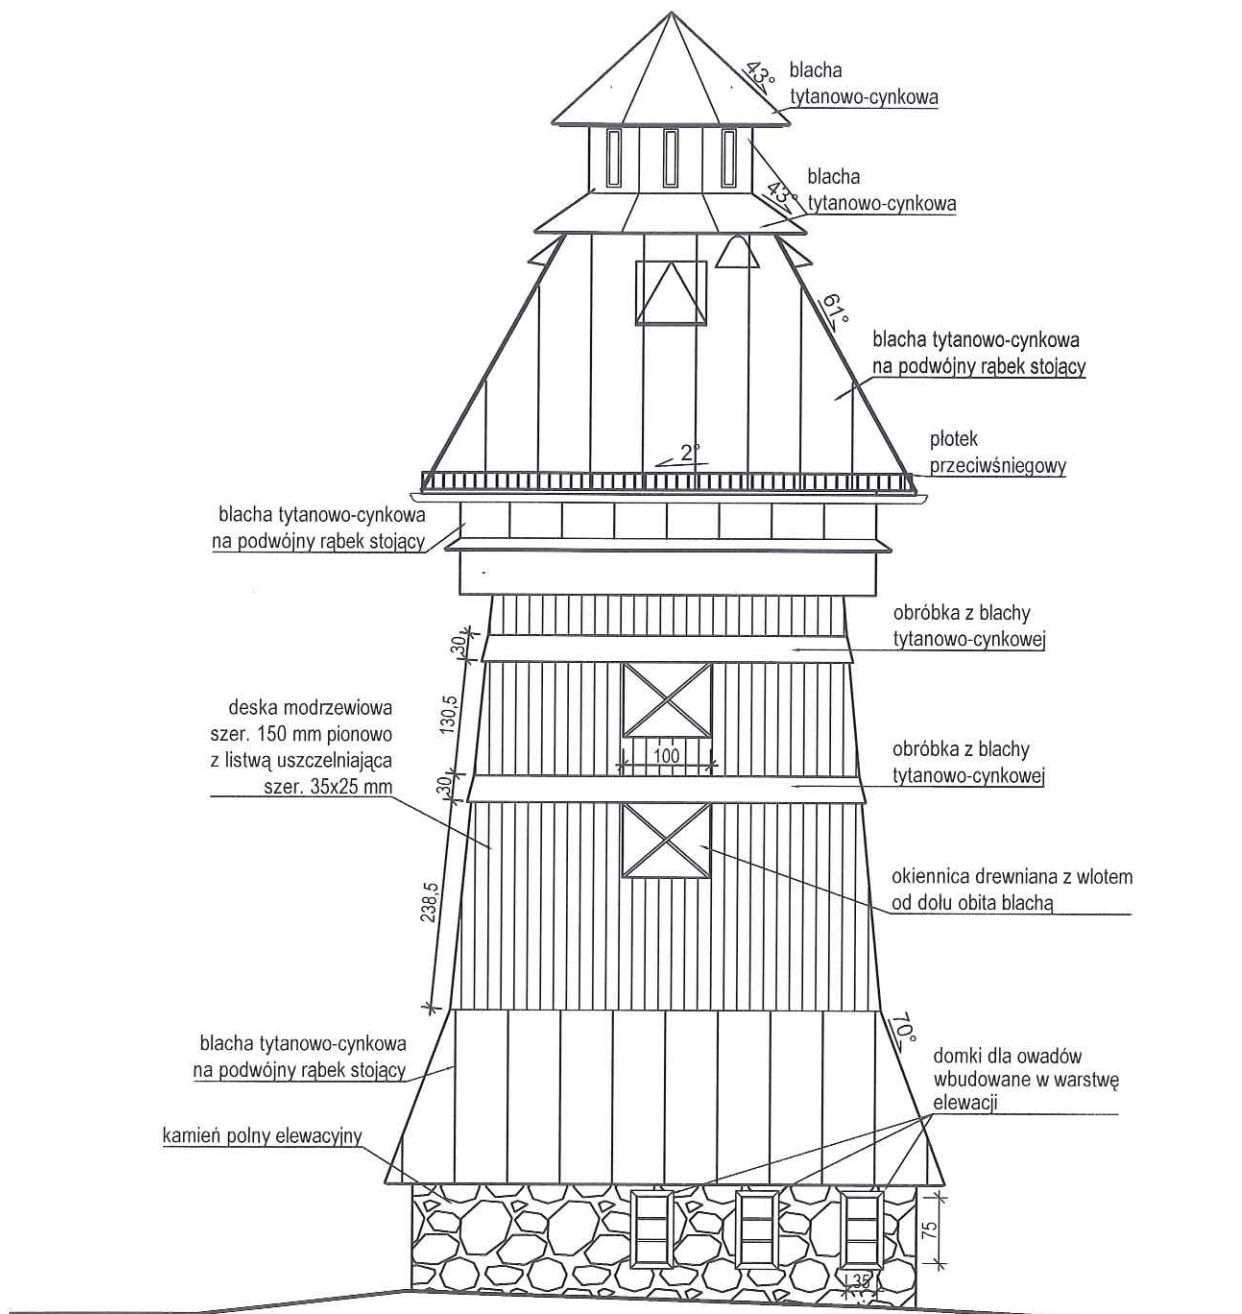 43°
blacha
tytanowo-cynkowa
blacha
43°
tytanowo-cynkowa
61°
blacha tytanowo-cynkowa
na podwójny rąbek stojący
płotek
2°
przeciwśniegowy
blacha tytanowo-cynkowa
na podwójny rąbek stojący
obróbka z blachy
tytanowo-cynkowej
30
deska modrzewiowa
szer. 150 mm pionowo
z listwą uszczelniająca
szer. 35x25 mm
130,5
100
obróbka z blachy
tytanowo-cynkowej
30
okiennica drewniana z wlotem
od dołu obita blachą
238,5
70°
blacha tytanowo-cynkowa
na podwójny rąbek stojący
domki dla owadów
wbudowane w warstwę
elewacji
kamień polny elewacyjny
75
35